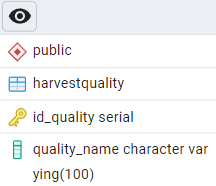 public
harvestquality
id_quality serial
quality_name character var
ying(100)